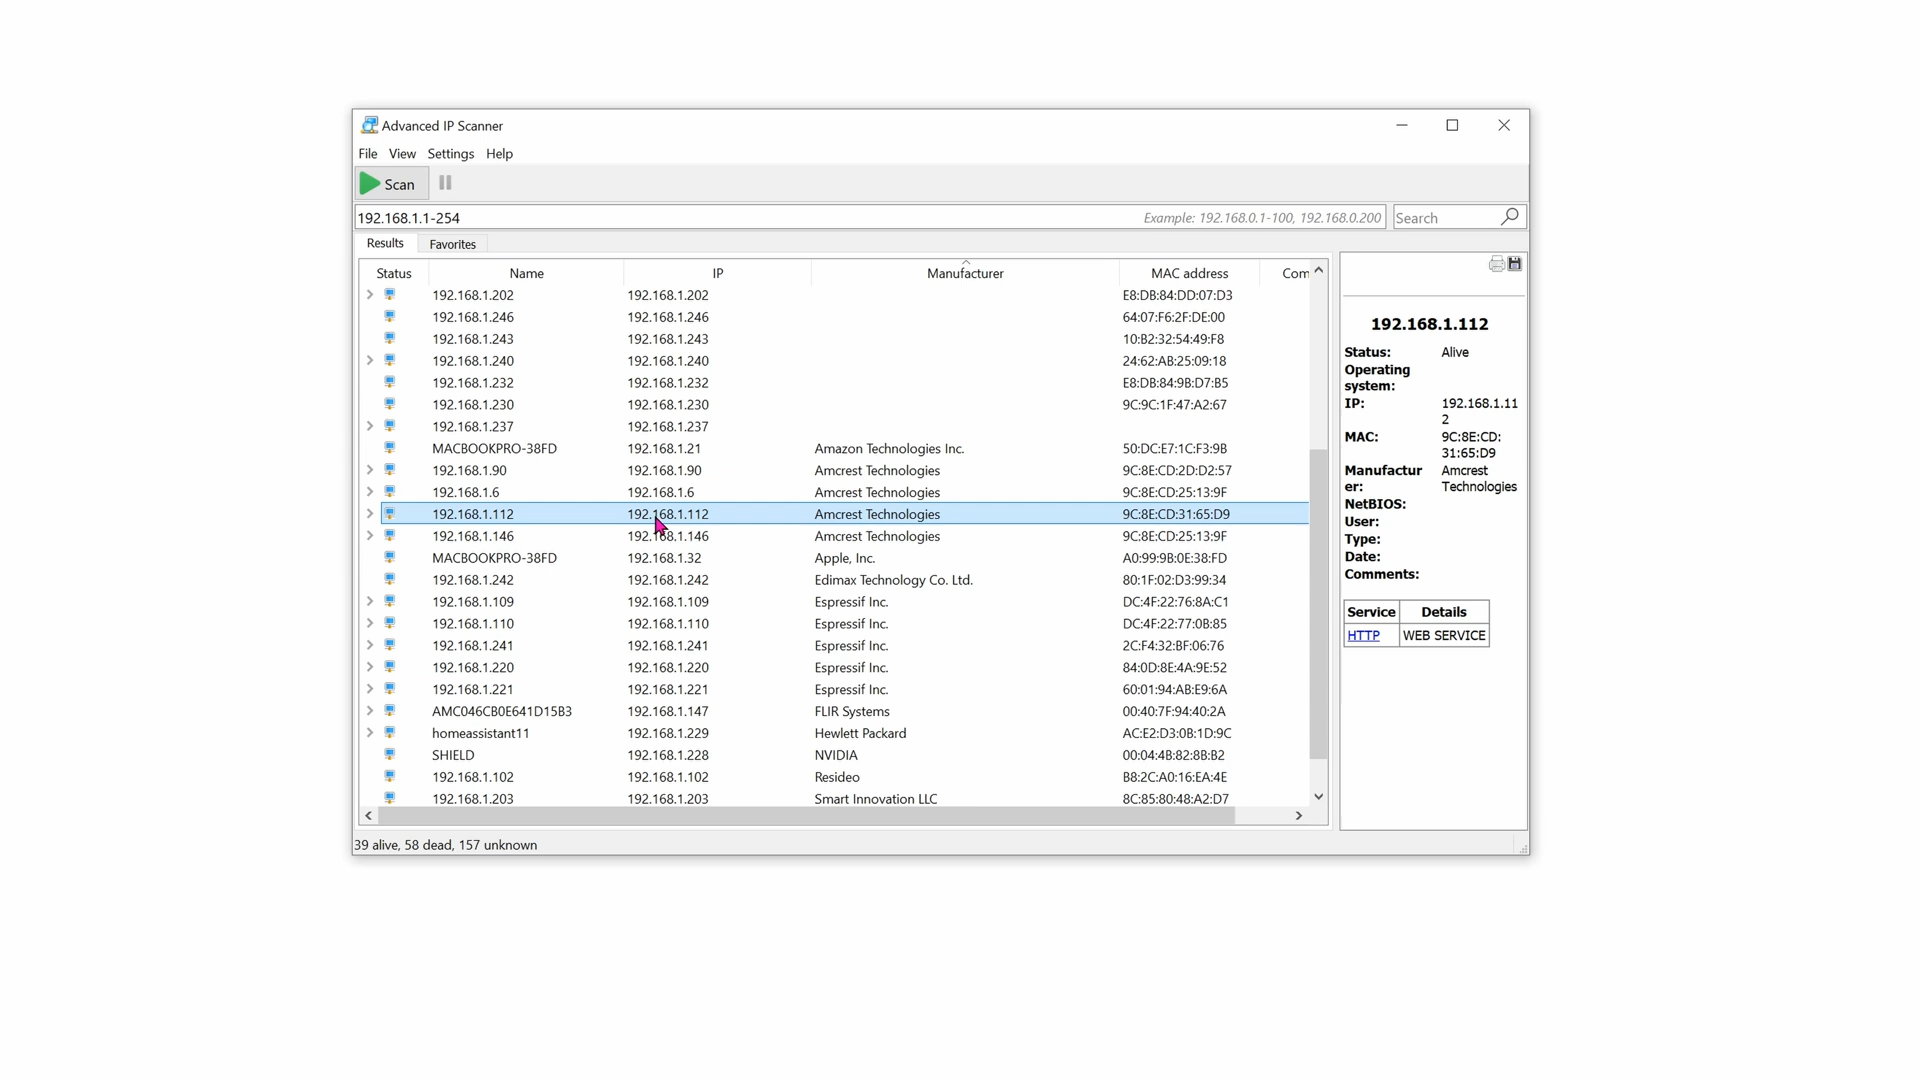 Advanced IP Scanner
File View Settings Help
Scan
192.168.1.1-254 Example: 192.168.0.1-100, 192.168.0.200 Search
Results Favorites
Status Name IP Manufacturer MAC address Com
192.168.1.202 192.168.1.202 E8:DB:84:DD:07:D3
192.168.1.246 192.168.1.246 64:07:F6:2F:DE:00
192.168.1.243 192.168.1.243 10:B2:32:54:49:F8
192.168.1.240 192.168.1.240 24:62:AB:25:09:18
192.168.1.232 192.168.1.232 E8:DB:84:9B:D7:B5
192.168.1.230 192.168.1.230 9C:9C:1F:47:A2:67
192.168.1.237 192.168.1.237
MACBOOKPRO-38FD 192.168.1.21 Amazon Technologies Inc. 50:DC:E7:1C:F3:9B
192.168.1.90 192.168.1.90 Amcrest Technologies 9C:8E:CD:2D:D2:57
192.168.1.6 192.168.1.6 Amcrest Technologies 9C:8E:CD:25:13:9F
192.168.1.112 192.168.1.112 Amcrest Technologies 9C:8E:CD:31:65:D9
192.168.1.146 192.168.1.146 Amcrest Technologies 9C:8E:CD:25:13:9F
MACBOOKPRO-38FD 192.168.1.32 Apple, Inc. A0:99:9B:0E:38:FD
192.168.1.242 192.168.1.242 Edimax Technology Co. Ltd. 80:1F:02:D3:99:34
192.168.1.109 192.168.1.109 Espressif Inc. DC:4F:22:76:8A:C1
192.168.1.110 192.168.1.110 Espressif Inc. DC:4F:22:77:0B:85
192.168.1.241 192.168.1.241 Espressif Inc. 2C:F4:32:BF:06:76
192.168.1.220 192.168.1.220 Espressif Inc. 84:0D:8E:4A:9E:52
192.168.1.221 192.168.1.221 Espressif Inc. 60:01:94:AB:E9:6A
AMC046CB0E641D15B3 192.168.1.147 FLIR Systems 00:40:7F:94:40:2A
homeassistant11 192.168.1.229 Hewlett Packard AC:E2:D3:0B:1D:9C
SHIELD 192.168.1.228 NVIDIA 00:04:4B:82:8B:B2
192.168.1.102 192.168.1.102 Resideo B8:2C:A0:16:EA:4E
192.168.1.203 192.168.1.203 Smart Innovation LLC 8C:85:80:48:A2:D7
192.168.1.112
Status: Alive
Operating
system:
IP: 192.168.1.11
2
MAC: 9C:8E:CD:
31:65:D9
Manufactur Amcrest
er: Technologies
NetBIOS:
User:
Type:
Date:
Comments:
Service Details
HTTP WEB SERVICE
39 alive, 58 dead, 157 unknown